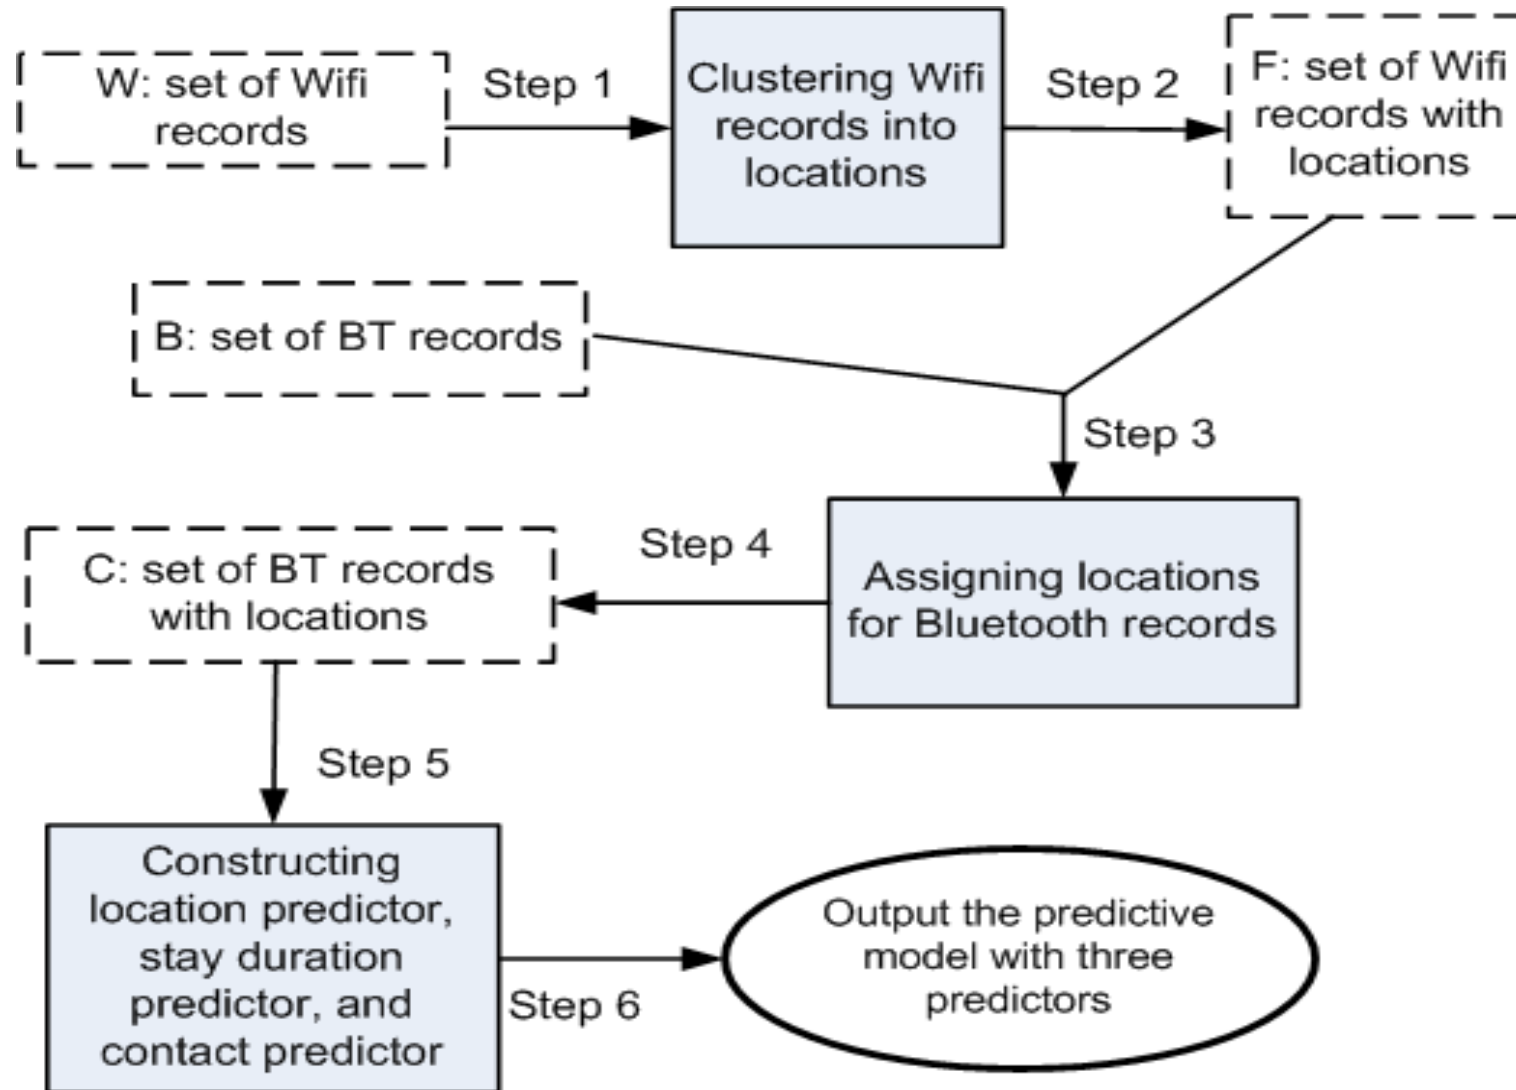 W: set of Wifi
records
Step 1
Clustering Wifi
records into
locations
Step 2
F: set of Wifi
records with
locations
B: set of BT records
Step 3
Assigning locations
for Bluetooth records
Step 4
C: set of BT records
with locations
Step 5
Constructing
location predictor,
stay duration
predictor, and
contact predictor
Step 6
Output the predictive
model with three
predictors